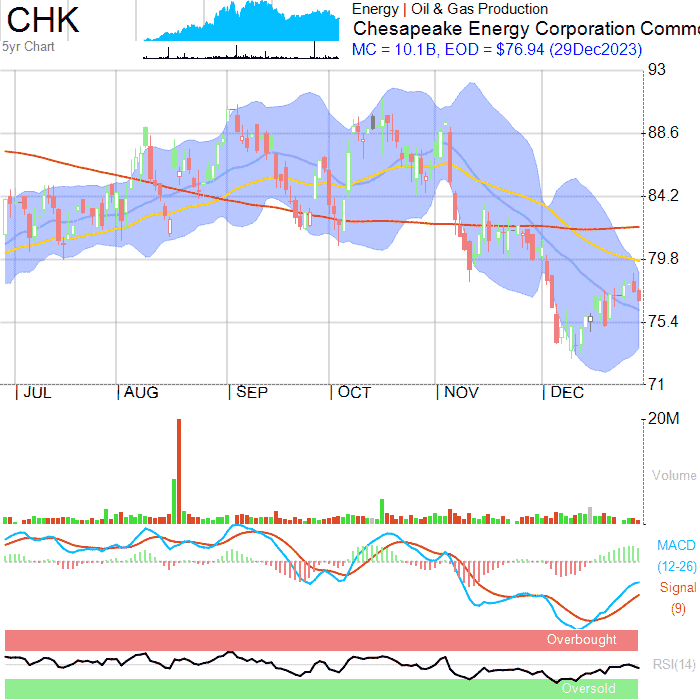 CHK
5yr Chart
Energy | Oil & Gas Production
Chesapeake Energy Corporation Commo
MC = 10.1B, EOD = $76.94 (29Dec2023)
93
88.6
84.2
79.8
75.4
71
| JUL | AUG | SEP | OCT | NOV | DEC
20M
Volume
MACD
(12-26)
Signal
(9)
Overbought
RSI(14)
Oversold